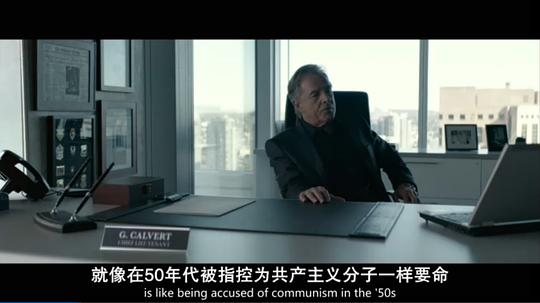 G. CALVERT
CHIEF LIEUTENANT
就像在50年代被指控为共产主义分子一样要命
is like being accused of communism in the '50s